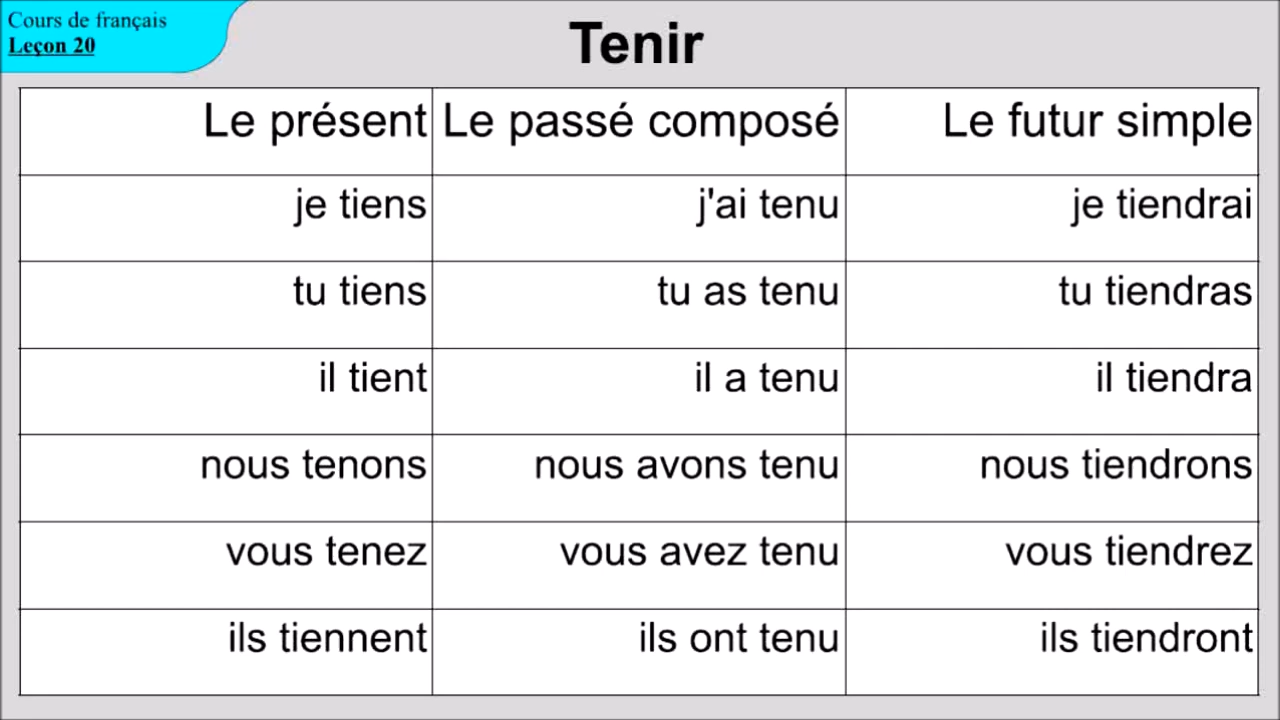 Cours de français
Leçon 20
Tenir
Le présent Le passé composé Le futur simple
je tiens j'ai tenu je tiendrai
tu tiens tu as tenu tu tiendras
il tient il a tenu il tiendra
nous tenons nous avons tenu nous tiendrons
vous tenez vous avez tenu vous tiendrez
ils tiennent ils ont tenu ils tiendront